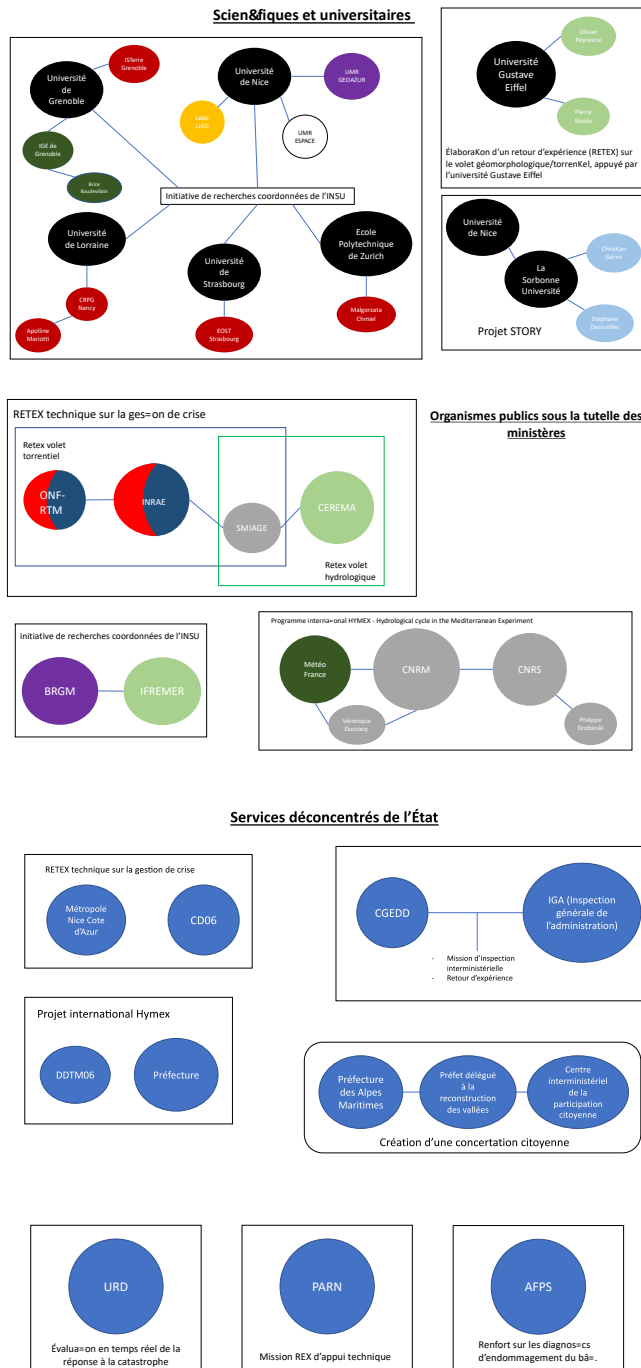 Scien&fiques et universitaires
ISTerre
Grenoble
Université
de
Grenoble
Université
de Nice
UMR
GEOAZUR
Labo
LIAD
UMR
ESPACE
IGE de
Grenoble
Brice
Boudevillain
Initiative de recherches coordonnées de l'INSU
Université
de Lorraine
Université
de
Strasbourg
Ecole
Polytechnique
de Zurich
CRPG
Nancy
Apolline
Mariotti
EOST
Strasbourg
Malgorzata
Chmiel
Université
Gustave
Eiffel
Olivier
Payrastre
Pierre
Nicolle
ÉlaboraKon d'un retour d'expérience (RETEX) sur
le volet géomorphologique/torrenKel, appuyé par
l'université Gustave Eiffel
Université
de Nice
La
Sorbonne
Université
ChrisKan
Gorini
Stéphane
Desruelles
Projet STORY
RETEX technique sur la ges=on de crise
Retex volet
torrentiel
ONF-
RTM
INRAE
SMIAGE
CEREMA
Retex volet
hydrologique
Organismes publics sous la tutelle des
ministères
initiative de recherches coordonnées de l'INSU
BRGM
IFREMER
Programme interna=onal HYMEX - Hydrological cycle in the Mediterranean Experiment
Météo
France
CNRM
CNRS
Véronique
Ducrocq
Philippe
Drobinski
Services déconcentrés de l'État
RETEX technique sur la gestion de crise
Métropole
Nice Cote
d'Azur
CD06
CGEDD
IGA (Inspection
générale de
l'administration)
- Mission d'inspection
interministérielle
- Retour d'expérience
Projet international Hymex
DDTM06
Préfecture
Préfecture
des Alpes
Maritimes
Préfet délégué
à la
reconstruction
des vallées
Centre
interministériel
de la
participation
citoyenne
Création d'une concertation citoyenne
URD
Évalua=on en temps réel de la
réponse à la catastrophe
PARN
Mission REX d'appui technique
AFPS
Renfort sur les diagnos=cs
d'endommagement du bâ=.